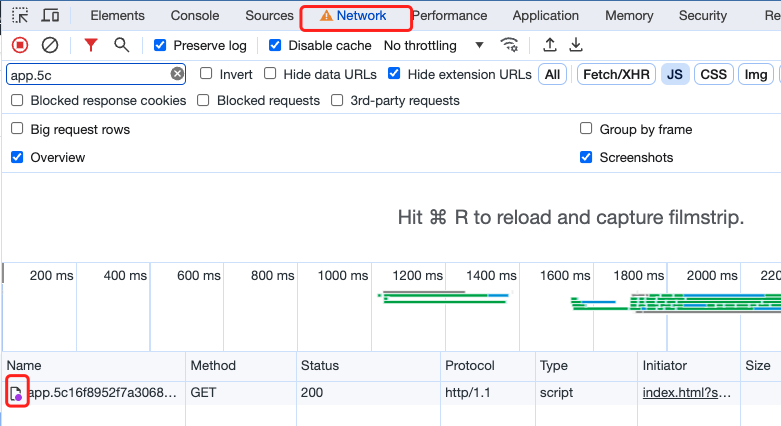 Elements Console Sources Network Performance Application Memory Security Re
Preserve log Disable cache No throttling
app.5c Invert Hide data URLs Hide extension URLs All Fetch/XHR JS CSS Img
Blocked response cookies Blocked requests 3rd-party requests
Big request rows Group by frame
Overview Screenshots
Hit ⌘ R to reload and capture filmstrip.
200 ms 400 ms 600 ms 800 ms 1000 ms 1200 ms 1400 ms 1600 ms 1800 ms 2000 ms 220
Name Method Status Protocol Type Initiator Size
app.5c16f8952f7a3068... GET 200 http/1.1 script index.html?s...